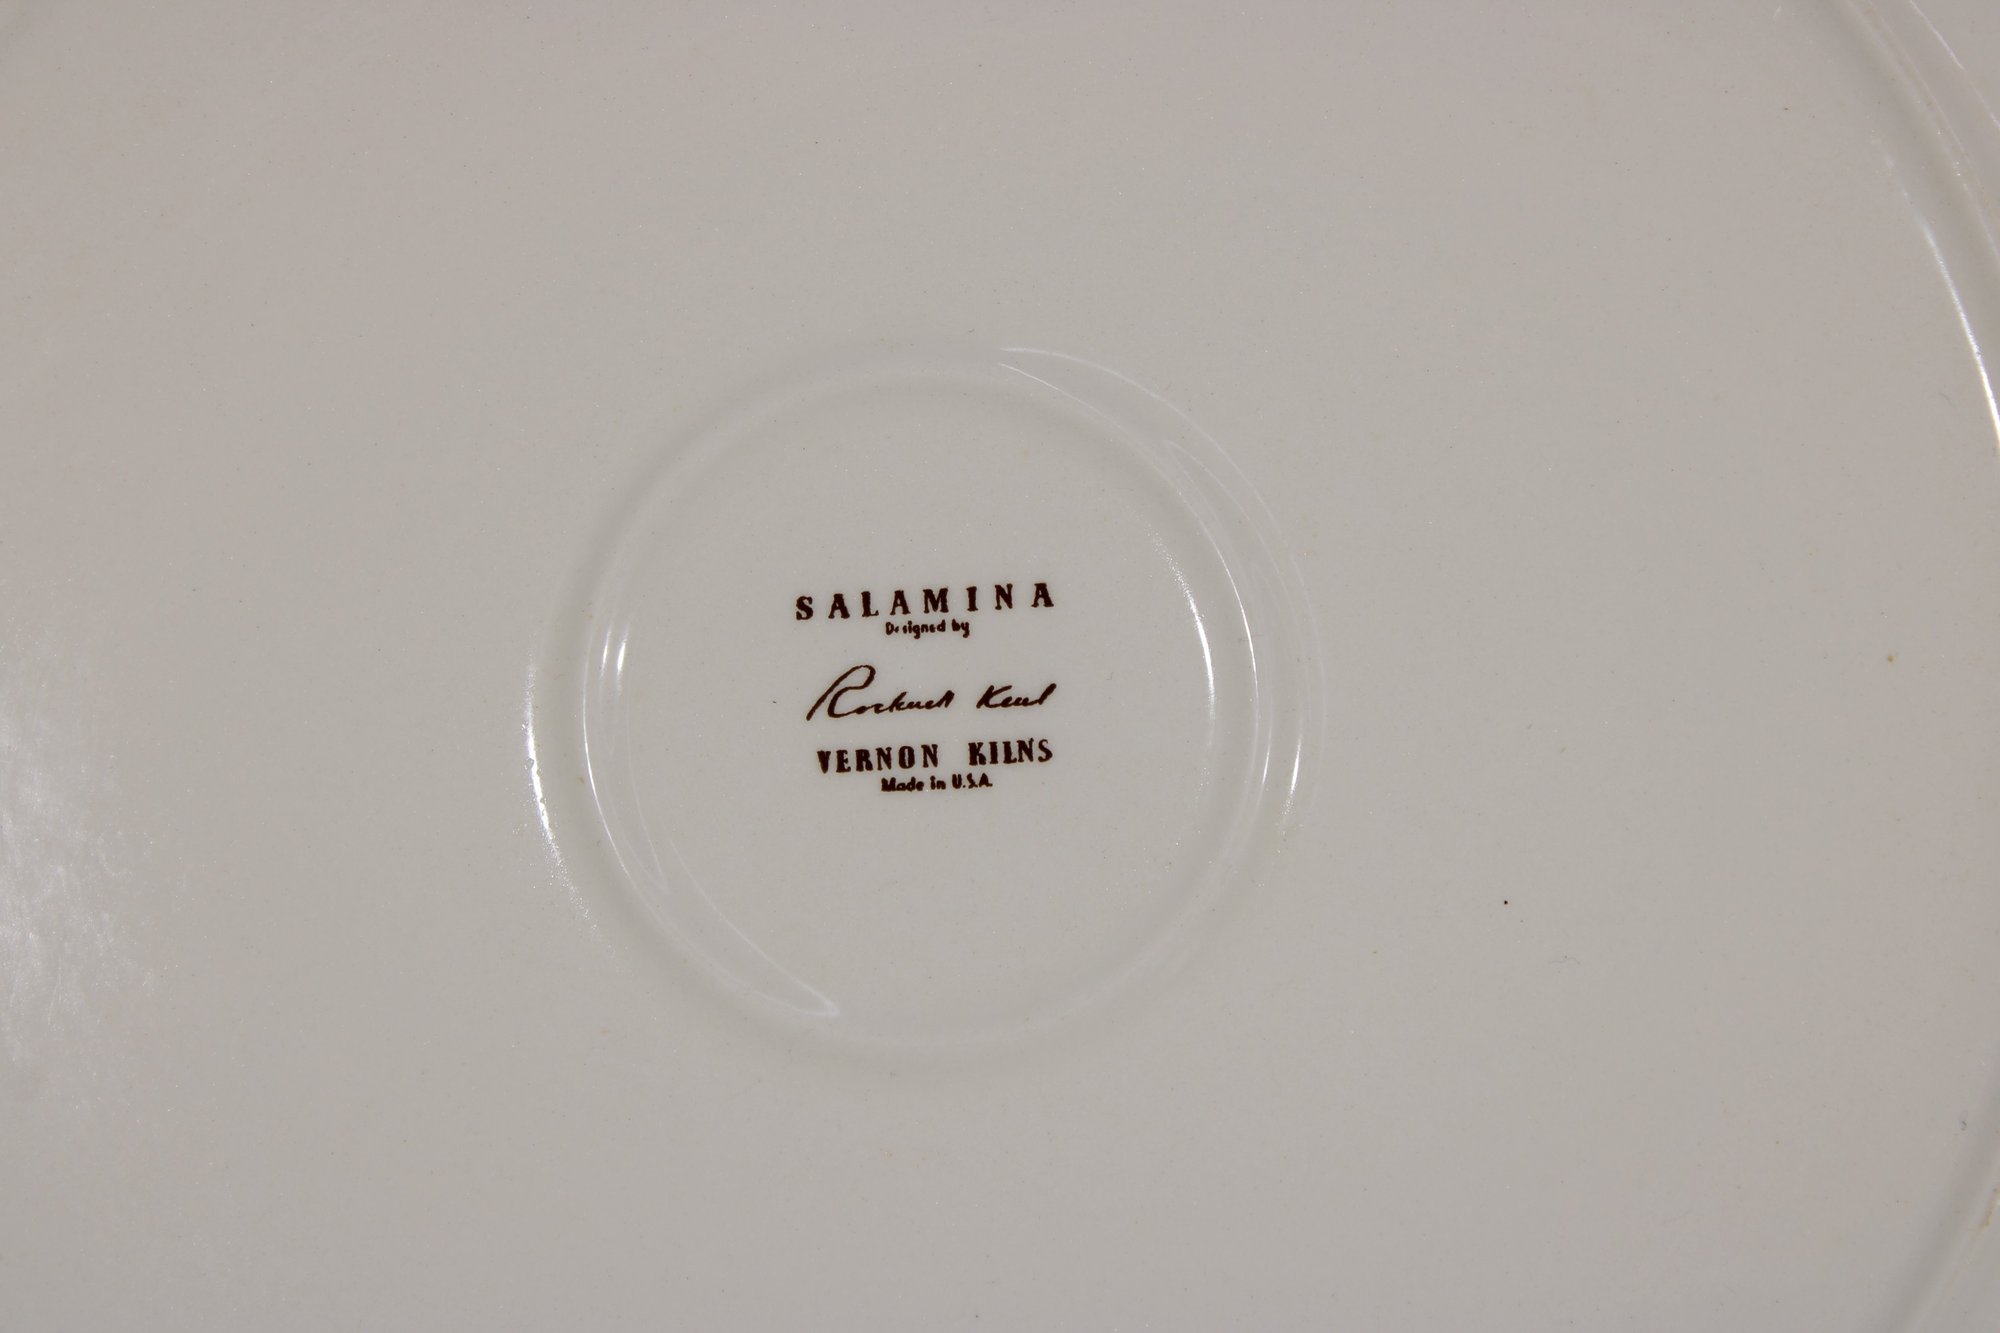 SALAMINA
Designed by
Rockwell Kent
VERNON KILNS
Made in U.S.A.